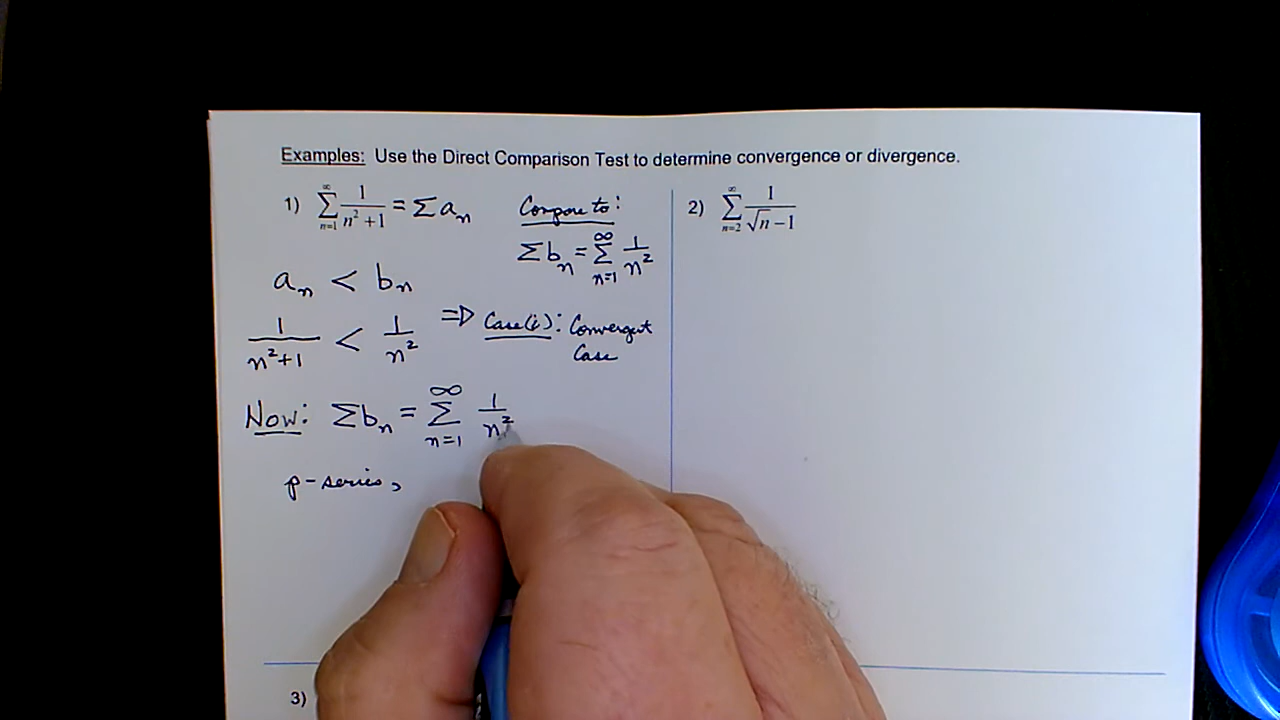 Examples: Use the Direct Comparison Test to determine convergence or divergence.
1) ∞ Σ n=1 1/(n²+1) = Σ aₙ
Compare to:
Σ bₙ = ∞ Σ n=1 1/n²
aₙ < bₙ
1/(n²+1) < 1/n² ⇒ Case(i): Convergent
Case
Now: Σ bₙ = ∞ Σ n=1 1/n²
p-series,
2) ∞ Σ n=2 1/(√n −1)
3)